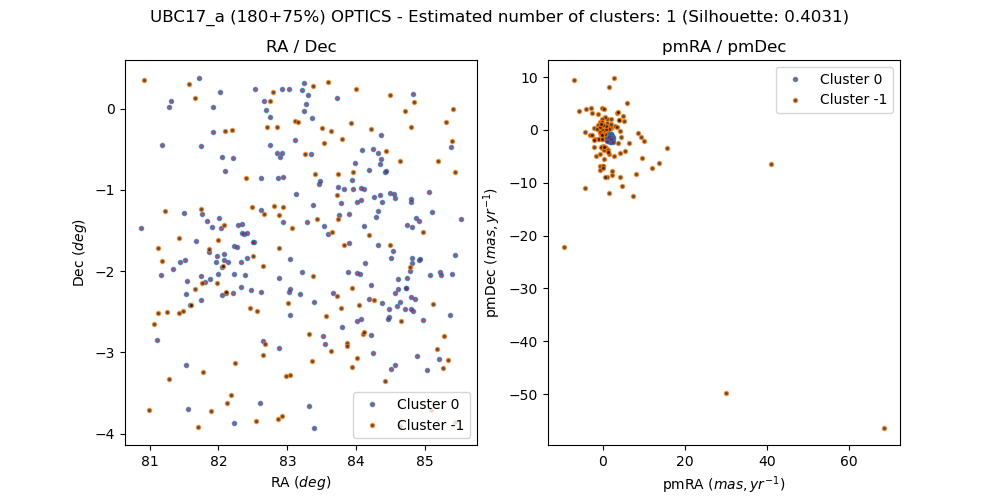 UBC17_a (180+75%) OPTICS - Estimated number of clusters: 1 (Silhouette: 0.4031)
RA / Dec
Dec (deg)
0
−1
−2
−3
−4
81 82 83 84 85
RA (deg)
Cluster 0
Cluster -1
pmRA / pmDec
pmDec (mas, yr⁻¹)
10
0
−10
−20
−30
−40
−50
0 20 40 60
pmRA (mas, yr⁻¹)
Cluster 0
Cluster -1